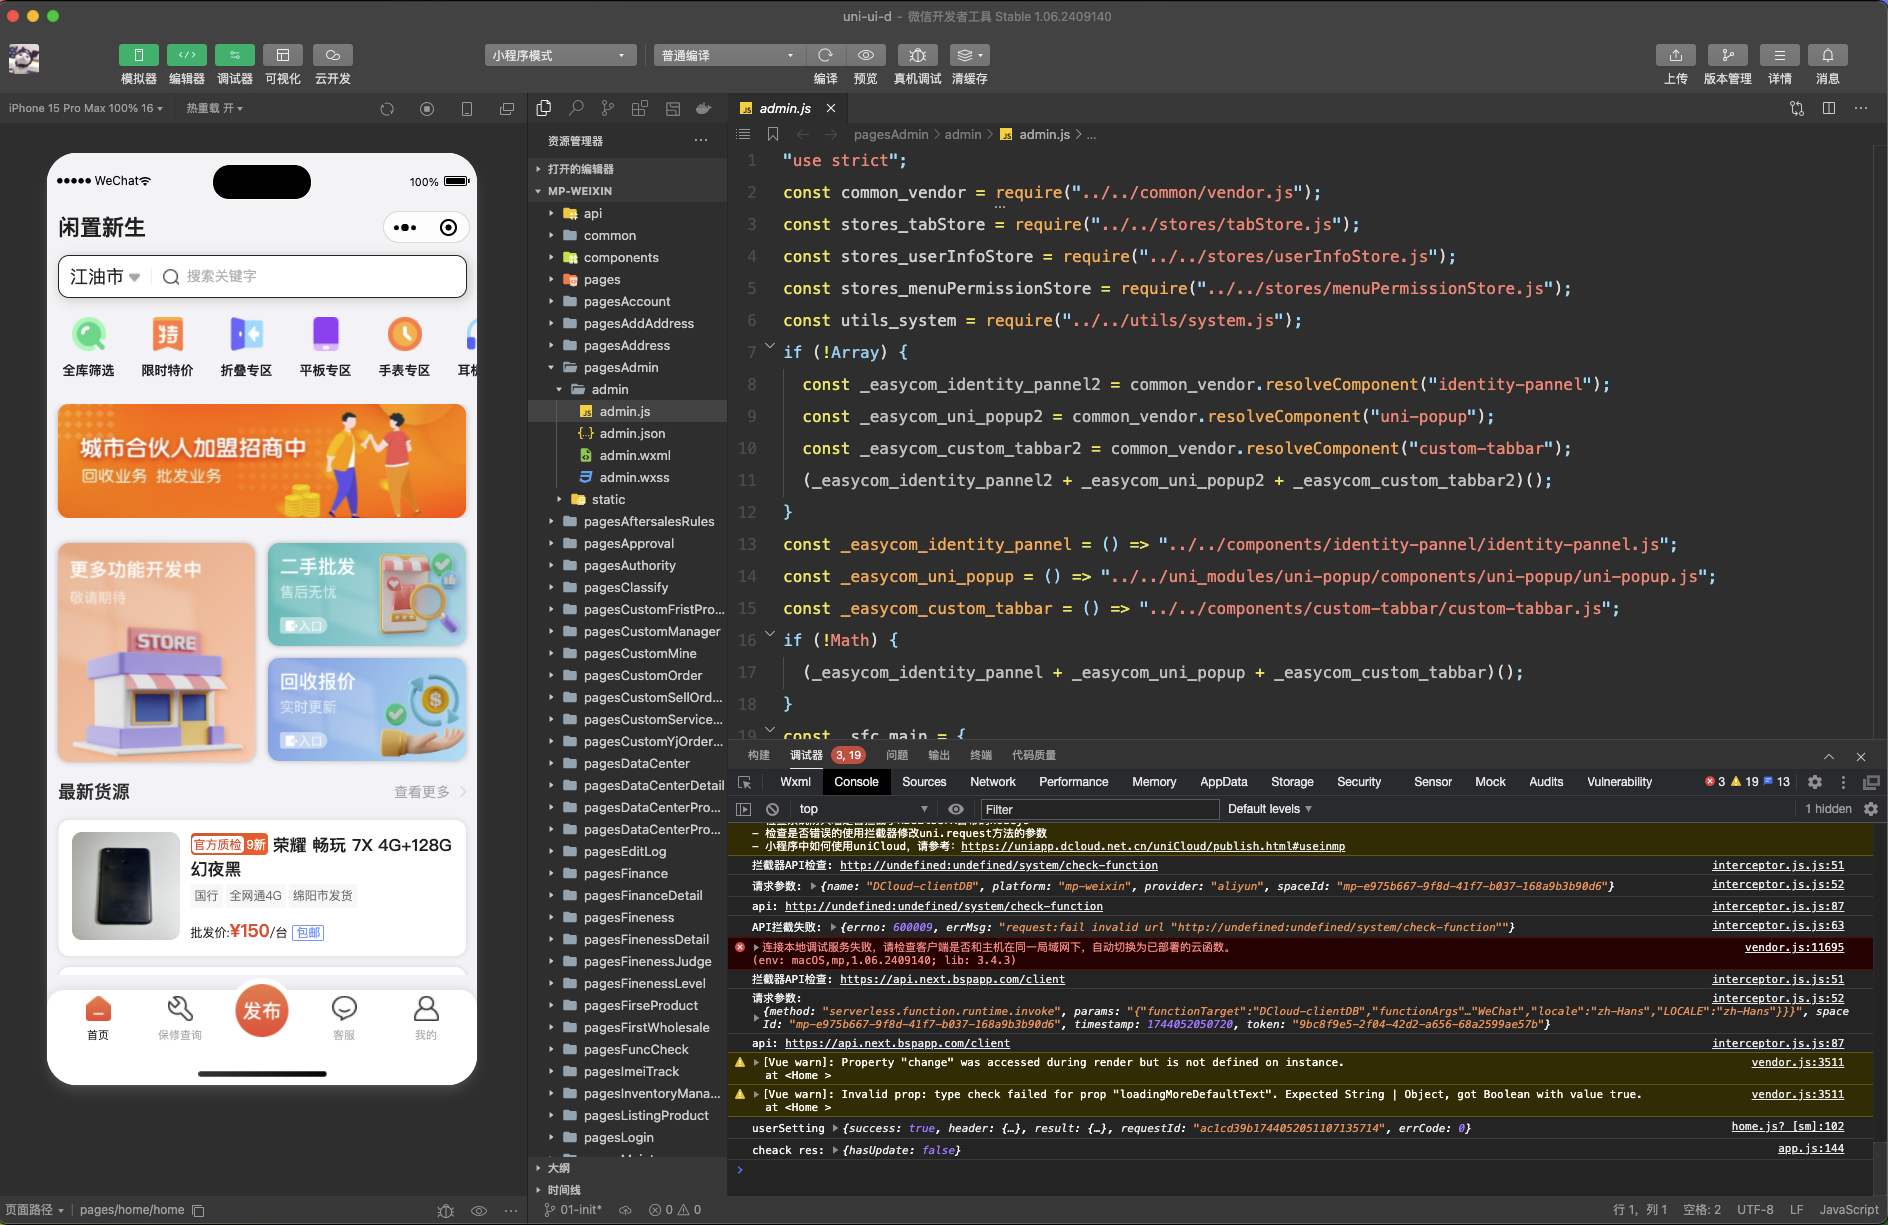 uni-ui-d - 微信开发者工具 Stable 1.06.2409140
模拟器 编辑器 调试器 可视化 云开发
小程序模式 普通编译
编译 预览 真机调试 清缓存
上传 版本管理 详情 消息
iPhone 15 Pro Max 100% 16 热重载 开
WeChat 100%
闲置新生
江油市 搜索关键字
特
全库筛选 限时特价 折叠专区 平板专区 手表专区
城市合伙人加盟招商中
回收业务 批发业务
更多功能开发中
敬请期待
STORE
二手批发
售后无忧
入口
回收报价
实时更新
入口
最新货源 查看更多
官方质检 9新 荣耀 畅玩 7X 4G+128G
幻夜黑
国行 全网通4G 绵阳市发货
批发价:¥150/台 包邮
首页 保修查询 发布 客服 我的
页面路径 pages/home/home
资源管理器
打开的编辑器
MP-WEIXIN
api
common
components
pages
pagesAccount
pagesAddAddress
pagesAddress
pagesAdmin
admin
admin.js
admin.json
admin.wxml
admin.wxss
static
pagesAftersalesRules
pagesApproval
pagesAuthority
pagesClassify
pagesCustomFristPro...
pagesCustomManager
pagesCustomMine
pagesCustomOrder
pagesCustomSellOrd...
pagesCustomService...
pagesCustomYjOrder...
pagesDataCenter
pagesDataCenterDetail
pagesDataCenterPro...
pagesDataCenterPro...
pagesEditLog
pagesFinance
pagesFinanceDetail
pagesFineness
pagesFinenessDetail
pagesFinenessJudge
pagesFinenessLevel
pagesFirseProduct
pagesFirstWholesale
pagesFuncCheck
pagesImeiTrack
pagesInventoryMana...
pagesListingProduct
pagesLogin
大纲
时间线
01-init* 0 0
admin.js
pagesAdmin > admin > admin.js > ...
1 "use strict";
2 const common_vendor = require("../../common/vendor.js");
3 const stores_tabStore = require("../../stores/tabStore.js");
4 const stores_userInfoStore = require("../../stores/userInfoStore.js");
5 const stores_menuPermissionStore = require("../../stores/menuPermissionStore.js");
6 const utils_system = require("../../utils/system.js");
7 if (!Array) {
8 const _easycom_identity_pannel2 = common_vendor.resolveComponent("identity-pannel");
9 const _easycom_uni_popup2 = common_vendor.resolveComponent("uni-popup");
10 const _easycom_custom_tabbar2 = common_vendor.resolveComponent("custom-tabbar");
11 (_easycom_identity_pannel2 + _easycom_uni_popup2 + _easycom_custom_tabbar2)();
12 }
13 const _easycom_identity_pannel = () => "../../components/identity-pannel/identity-pannel.js";
14 const _easycom_uni_popup = () => "../../uni_modules/uni-popup/components/uni-popup/uni-popup.js";
15 const _easycom_custom_tabbar = () => "../../components/custom-tabbar/custom-tabbar.js";
16 if (!Math) {
17 (_easycom_identity_pannel + _easycom_uni_popup + _easycom_custom_tabbar)();
18 }
19 const _sfc_main = {
构建 调试器 3, 19 问题 输出 终端 代码质量
Wxml Console Sources Network Performance Memory AppData Storage Security Sensor Mock Audits Vulnerability 3 19 13
top Filter Default levels 1 hidden
– 检查是否错误的使用拦截器修改uni.request方法的参数
– 小程序中如何使用uniCloud, 请参考: https://uniapp.dcloud.net.cn/uniCloud/publish.html#useinmp
拦截器API检查: http://undefined:undefined/system/check-function interceptor.js.js:51
请求参数: {name: "DCloud-clientDB", platform: "mp-weixin", provider: "aliyun", spaceId: "mp-e975b667-9f8d-41f7-b037-168a9b3b90d6"} interceptor.js.js:52
api: http://undefined:undefined/system/check-function interceptor.js.js:87
API拦截失败: {errno: 600009, errMsg: "request:fail invalid url "http://undefined:undefined/system/check-function""} interceptor.js.js:63
连接本地调试服务失败，请检查客户端是否和主机在同一局域网下，自动切换为已部署的云函数。 vendor.js:11695
(env: macOS,mp,1.06.2409140; lib: 3.4.3)
拦截器API检查: https://api.next.bspapp.com/client interceptor.js.js:51
请求参数: interceptor.js.js:52
{method: "serverless.function.runtime.invoke", params: "{"functionTarget":"DCloud-clientDB","functionArgs"…"WeChat","locale":"zh-Hans","LOCALE":"zh-Hans"}}}", space
Id: "mp-e975b667-9f8d-41f7-b037-168a9b3b90d6", timestamp: 1744052050720, token: "9bc8f9e5-2f04-42d2-a656-68a2599ae57b"}
api: https://api.next.bspapp.com/client interceptor.js.js:87
[Vue warn]: Property "change" was accessed during render but is not defined on instance. vendor.js:3511
at <Home >
[Vue warn]: Invalid prop: type check failed for prop "loadingMoreDefaultText". Expected String | Object, got Boolean with value true. vendor.js:3511
at <Home >
userSetting {success: true, header: {…}, result: {…}, requestId: "ac1cd39b1744052051107135714", errCode: 0} home.js? [sm]:102
cheack res: {hasUpdate: false} app.js:144
行 1，列 1 空格: 2 UTF-8 LF JavaScript